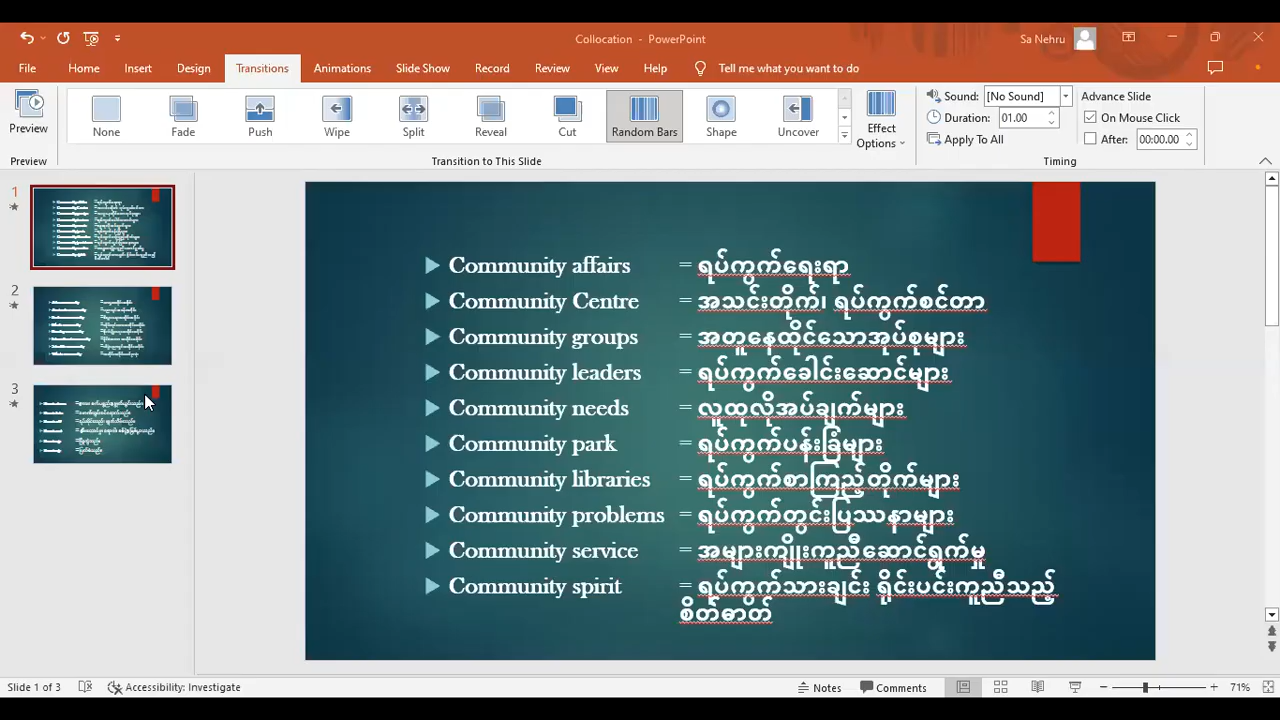 Collocation - PowerPoint
Sa Nehru
File Home Insert Design Transitions Animations Slide Show Record Review View Help Tell me what you want to do
Preview None Fade Push Wipe Split Reveal Cut Random Bars Shape Uncover Effect Options
Sound: [No Sound] Advance Slide
Duration: 01.00 On Mouse Click
Apply To All After: 00:00.00
Preview Transition to This Slide Timing
1
2
3
Community affairs = ရပ်ကွက်ရေးရာ
Community Centre = အသင်းတိုက်၊ ရပ်ကွက်စင်တာ
Community groups = အတူနေထိုင်သောအုပ်စုများ
Community leaders = ရပ်ကွက်ခေါင်းဆောင်များ
Community needs = လူထုလိုအပ်ချက်များ
Community park = ရပ်ကွက်ပန်းခြံများ
Community libraries = ရပ်ကွက်စာကြည့်တိုက်များ
Community problems = ရပ်ကွက်တွင်းပြဿနာများ
Community service = အများကျိုးကူညီဆောင်ရွက်မှု
Community spirit = ရပ်ကွက်သားချင်း ရိုင်းပင်းကူညီသည့်
စိတ်ဓာတ်
Slide 1 of 3 Accessibility: Investigate Notes Comments 71%